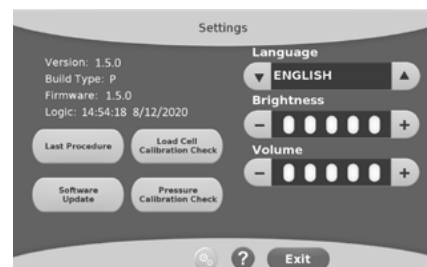 Settings
Version: 1.5.0
Build Type: P
Firmware: 1.5.0
Logic: 14:54:18 8/12/2020
Last Procedure
Load Cell
Calibration Check
Software
Update
Pressure
Calibration Check
Language
▼ ENGLISH ▲
Brightness
− +
Volume
− +
? Exit